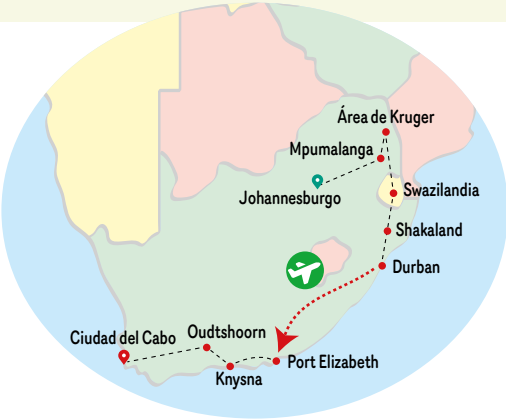 Área de Kruger
Mpumalanga
Swazilandia
Johannesburgo
Shakaland
Durban
Ciudad del Cabo
Oudtshoorn
Port Elizabeth
Knysna